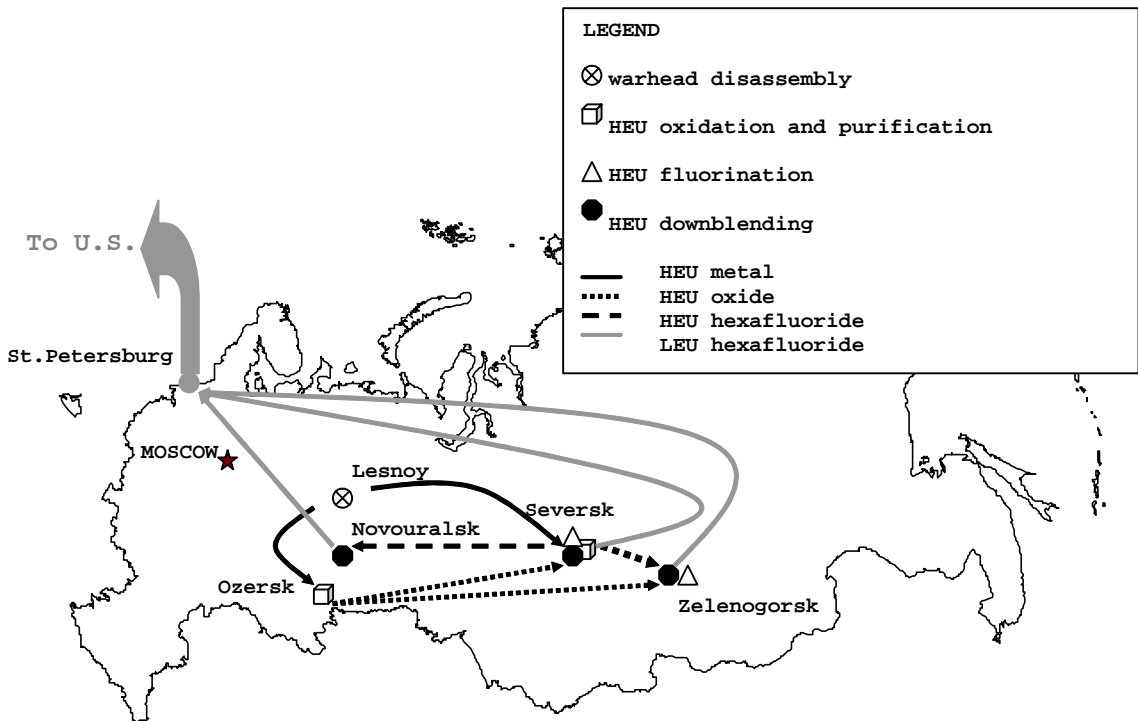 LEGEND
warhead disassembly
HEU oxidation and purification
HEU fluorination
HEU downblending
HEU metal
HEU oxide
HEU hexafluoride
LEU hexafluoride
To U.S.
St.Petersburg
MOSCOW
Lesnoy
Seversk
Novouralsk
Ozersk
Zelenogorsk